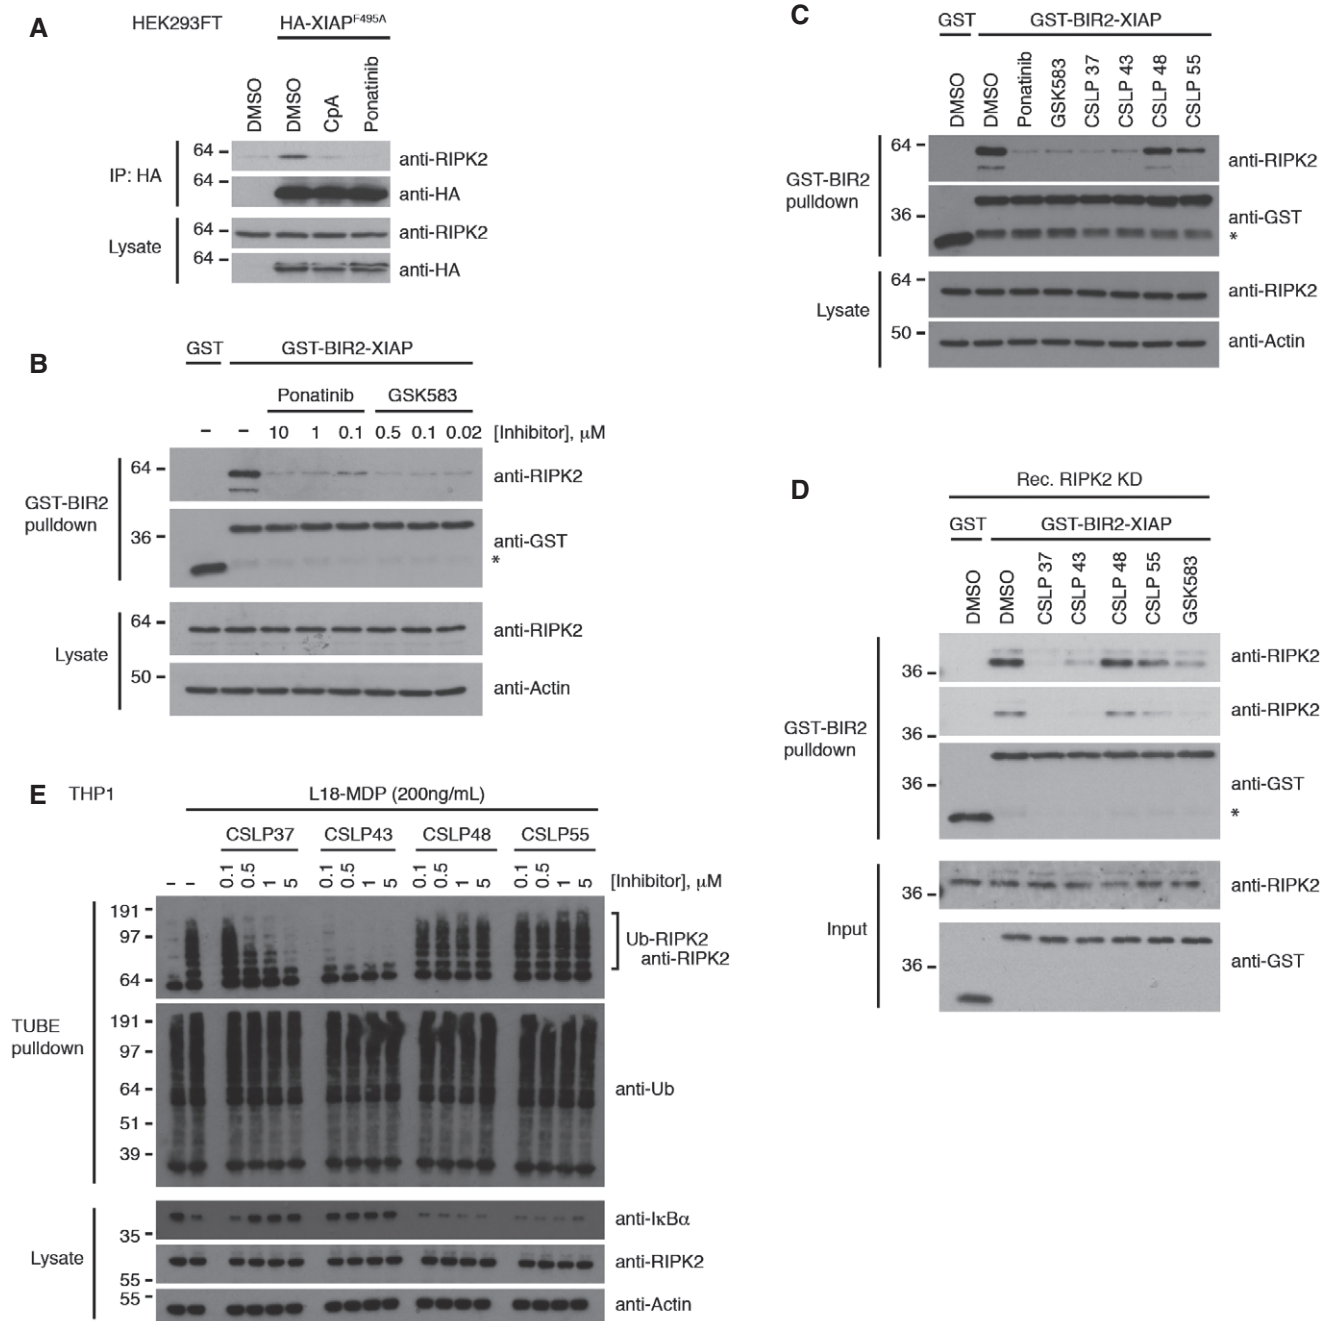 A
HEK293FT
HA-XIAPF495A
DMSO
DMSO
CpA
Ponatinib
IP: HA
64
anti-RIPK2
64
anti-HA
Lysate
64
anti-RIPK2
64
anti-HA
B
GST
GST-BIR2-XIAP
Ponatinib
GSK583
– – 10 1 0.1 0.5 0.1 0.02 [Inhibitor], μM
GST-BIR2
pulldown
64
anti-RIPK2
36
anti-GST
*
Lysate
64
anti-RIPK2
50
anti-Actin
C
GST
GST-BIR2-XIAP
DMSO
DMSO
Ponatinib
GSK583
CSLP 37
CSLP 43
CSLP 48
CSLP 55
GST-BIR2
pulldown
64
anti-RIPK2
36
anti-GST
*
Lysate
64
anti-RIPK2
50
anti-Actin
D
Rec. RIPK2 KD
GST
GST-BIR2-XIAP
DMSO
DMSO
CSLP 37
CSLP 43
CSLP 48
CSLP 55
GSK583
GST-BIR2
pulldown
36
anti-RIPK2
36
anti-RIPK2
36
anti-GST
*
Input
36
anti-RIPK2
36
anti-GST
E
THP1
L18-MDP (200ng/mL)
CSLP37
CSLP43
CSLP48
CSLP55
– – 0.1 0.5 1 5 0.1 0.5 1 5 0.1 0.5 1 5 0.1 0.5 1 5 [Inhibitor], μM
TUBE
pulldown
191
97
64
Ub-RIPK2
anti-RIPK2
191
97
64
51
39
anti-Ub
Lysate
35
anti-IκBα
55
anti-RIPK2
55
anti-Actin